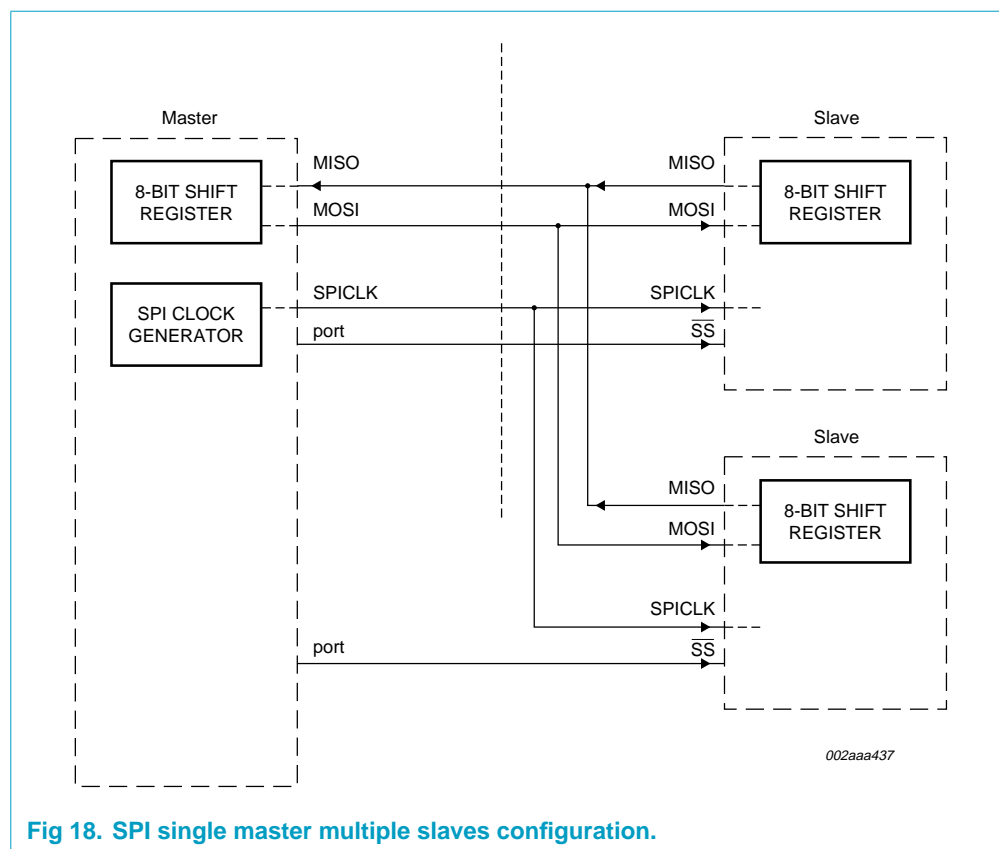 Master
Slave
8-BIT SHIFT
REGISTER
MISO
MISO
8-BIT SHIFT
REGISTER
MOSI
MOSI
SPI CLOCK
GENERATOR
SPICLK
SPICLK
port
S̅S̅
Slave
MISO
8-BIT SHIFT
REGISTER
MOSI
SPICLK
port
S̅S̅
002aaa437
Fig 18. SPI single master multiple slaves configuration.